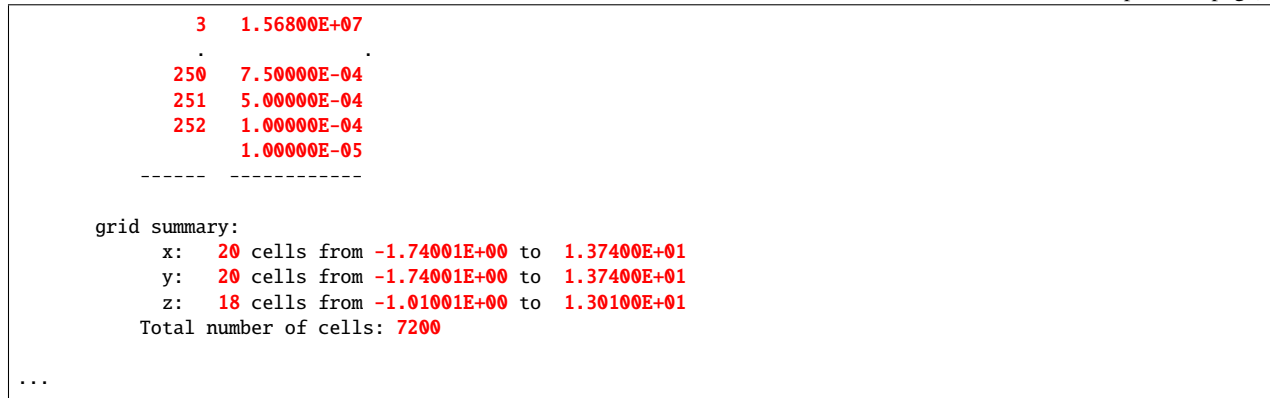 3 1.56800E+07
. .
250 7.50000E-04
251 5.00000E-04
252 1.00000E-04
1.00000E-05
------ ------------
grid summary:
x: 20 cells from -1.74001E+00 to 1.37400E+01
y: 20 cells from -1.74001E+00 to 1.37400E+01
z: 18 cells from -1.01001E+00 to 1.30100E+01
Total number of cells: 7200
...